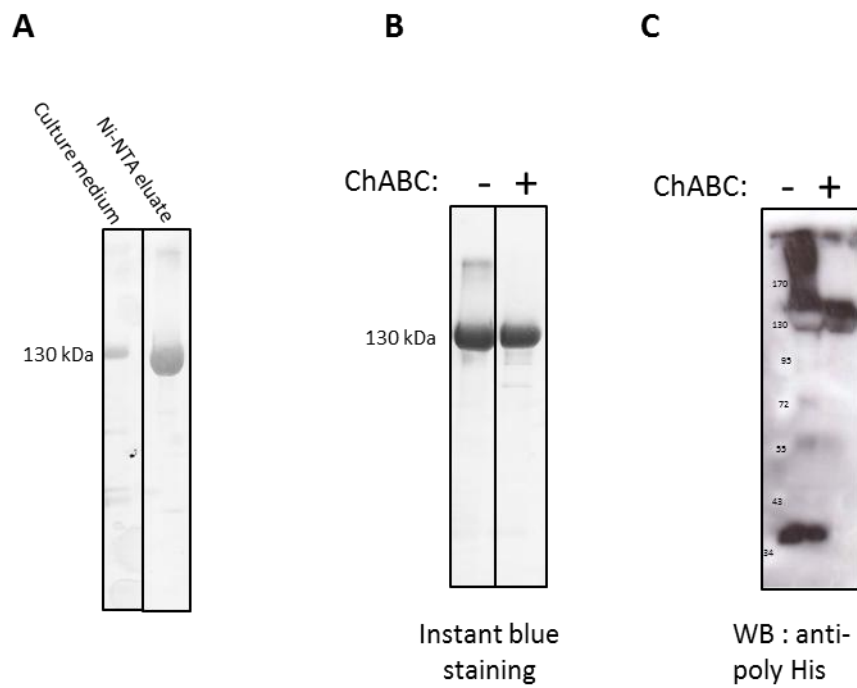 A
B
C
Culture medium
Ni-NTA eluate
ChABC: - +
ChABC: - +
130 kDa
130 kDa
170
130
95
72
55
43
34
Instant blue
staining
WB : anti-
poly His